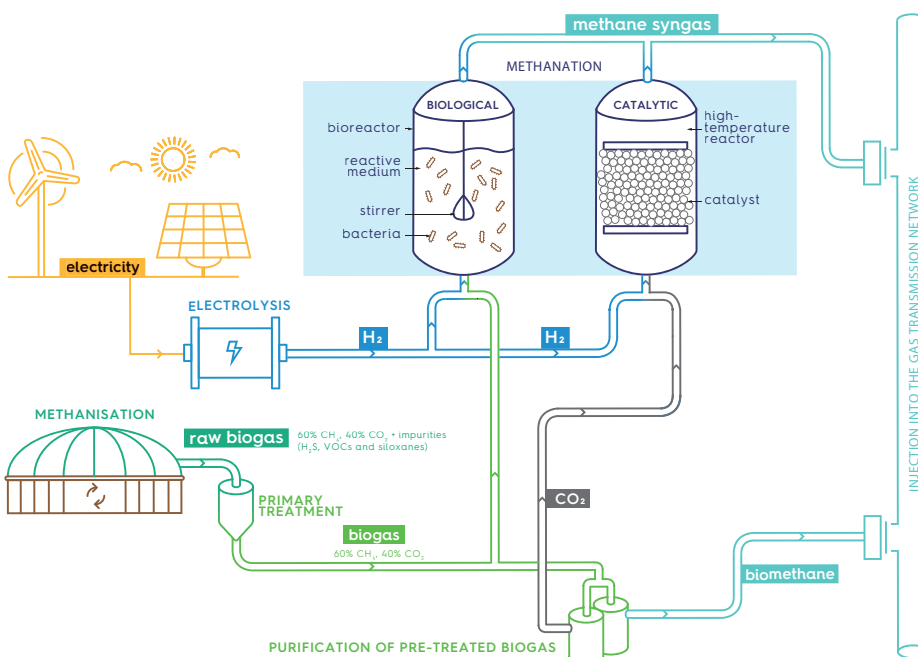 methane syngas
METHANATION
BIOLOGICAL
CATALYTIC
bioreactor
high-
temperature
reactor
reactive
medium
catalyst
stirrer
bacteria
electricity
ELECTROLYSIS
H₂
H₂
METHANISATION
raw biogas
60% CH₄, 40% CO₂ + impurities
(H₂S, VOCs and siloxanes)
PRIMARY
TREATMENT
CO₂
biogas
60% CH₄, 40% CO₂
biomethane
PURIFICATION OF PRE-TREATED BIOGAS
INJECTION INTO THE GAS TRANSMISSION NETWORK